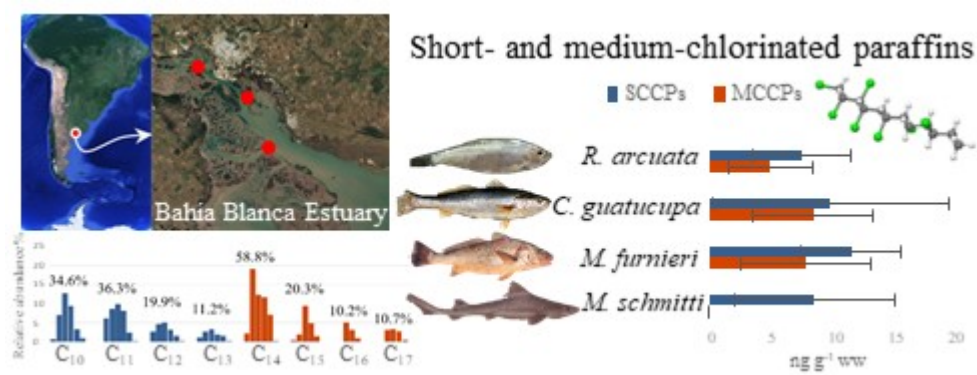 Short- and medium-chlorinated paraffins
SCCPs MCCPs
R. arcuata
C. guatucupa
M. furnieri
M. schmitti
0 5 10 15 20
ng g⁻¹ ww
Bahía Blanca Estuary
Relative abundance%
25
20
15
10
5
0
34.6% 36.3% 19.9% 11.2% 58.8% 20.3% 10.2% 10.7%
C₁₀ C₁₁ C₁₂ C₁₃ C₁₄ C₁₅ C₁₆ C₁₇